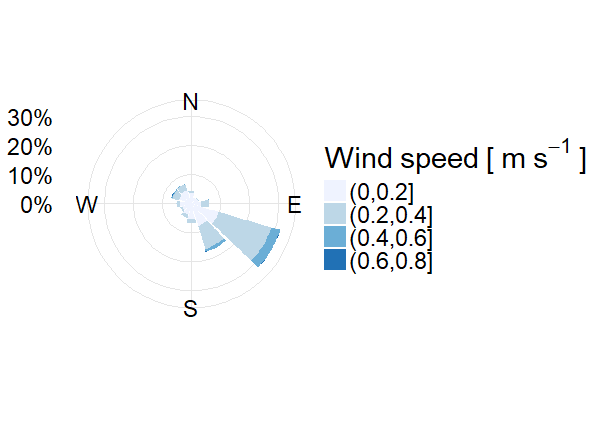 N
30%
20%
10%
0%
W
E
S
Wind speed [ m s⁻¹ ]
(0,0.2]
(0.2,0.4]
(0.4,0.6]
(0.6,0.8]